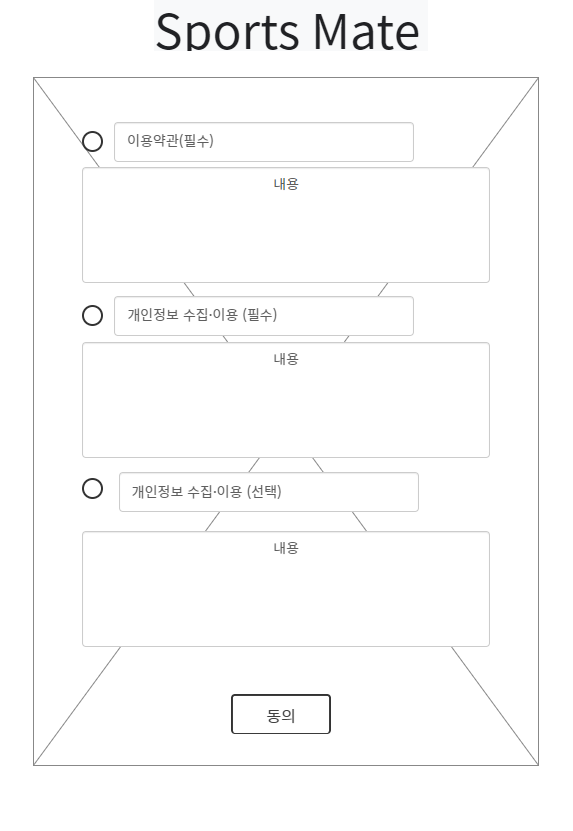 Sports Mate
이용약관(필수)
내용
개인정보 수집·이용 (필수)
내용
개인정보 수집·이용 (선택)
내용
동의